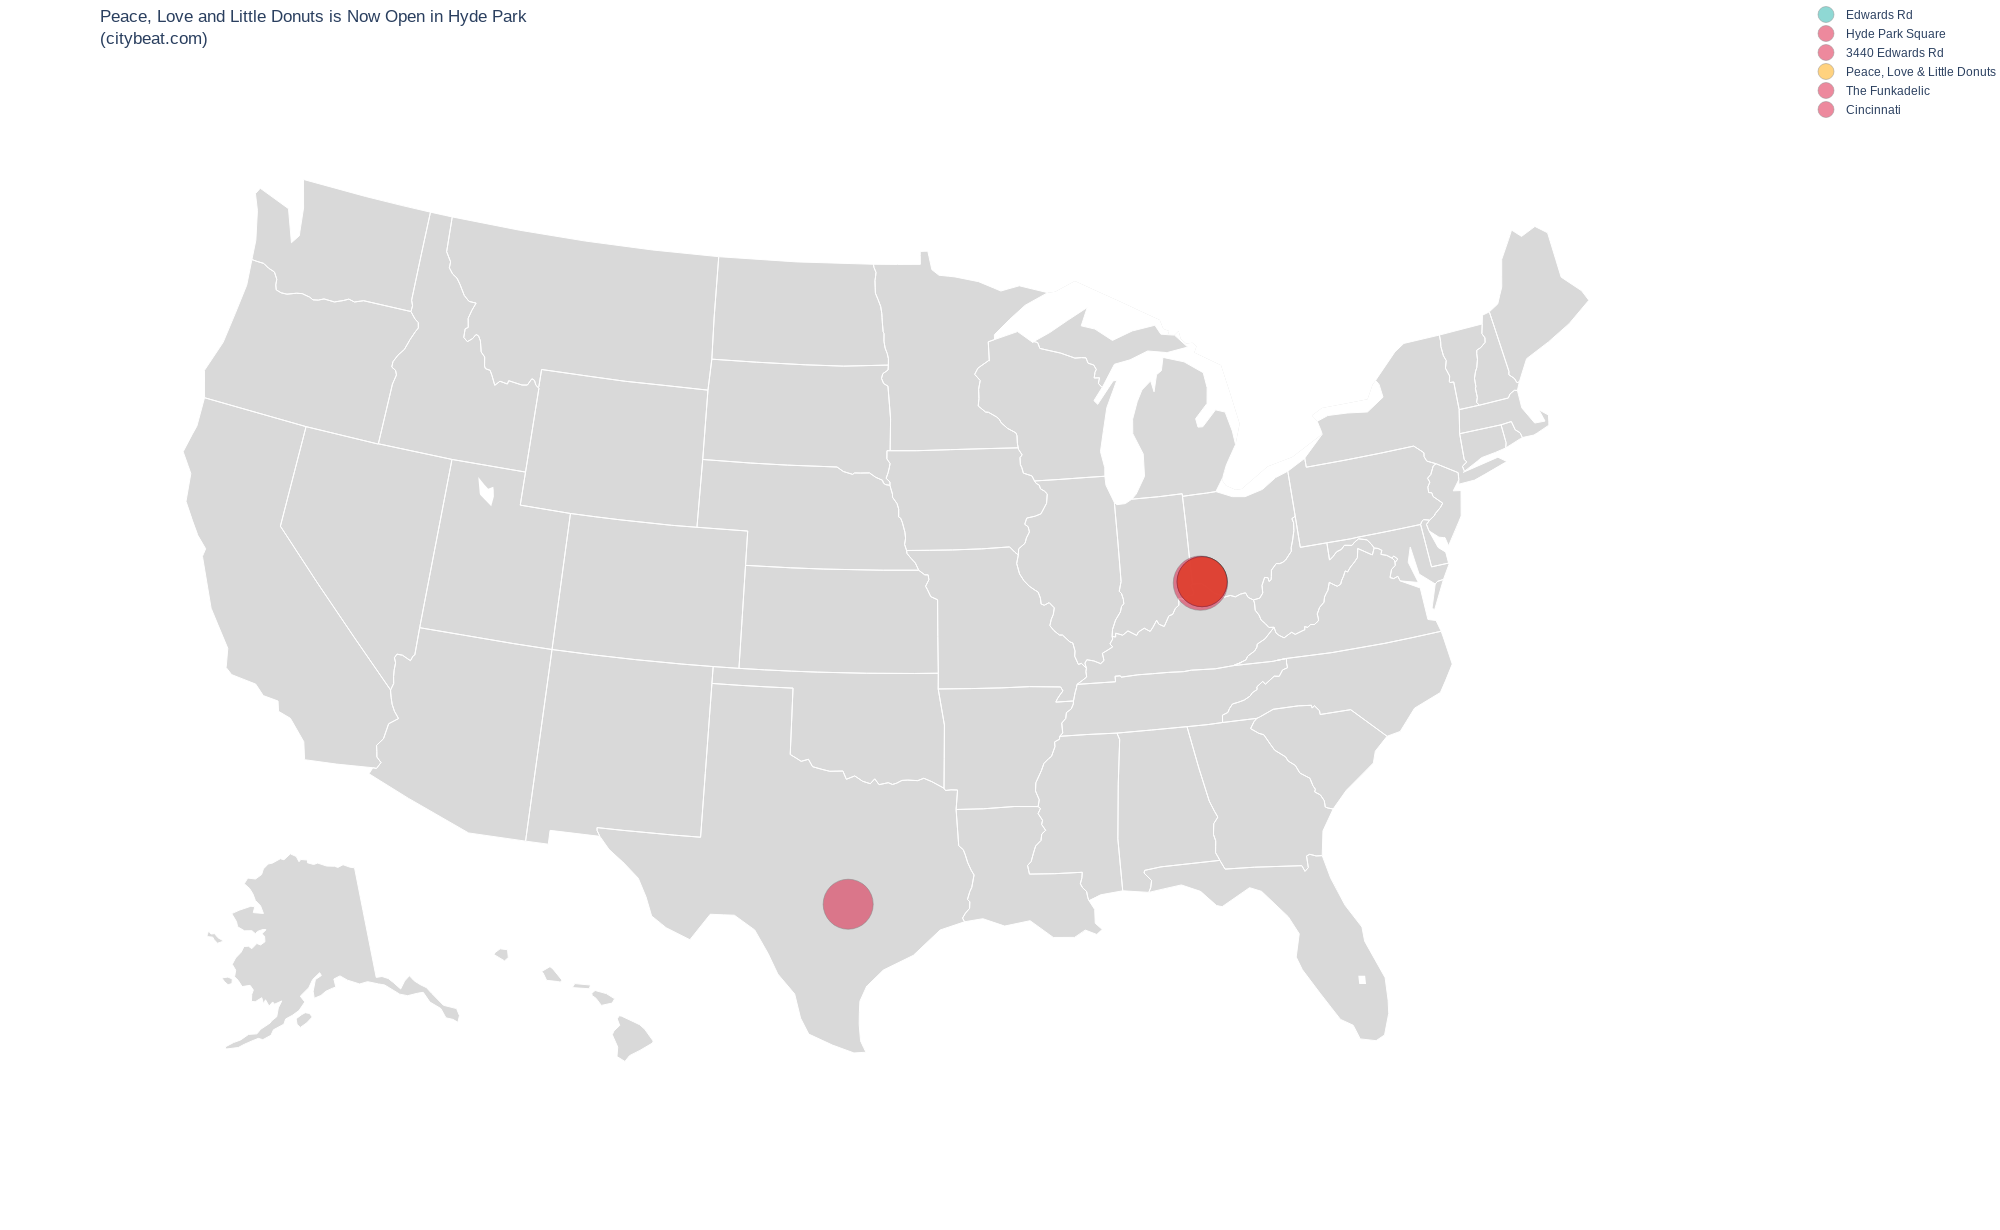 Peace, Love and Little Donuts is Now Open in Hyde Park
(citybeat.com)
Edwards Rd
Hyde Park Square
3440 Edwards Rd
Peace, Love & Little Donuts
The Funkadelic
Cincinnati